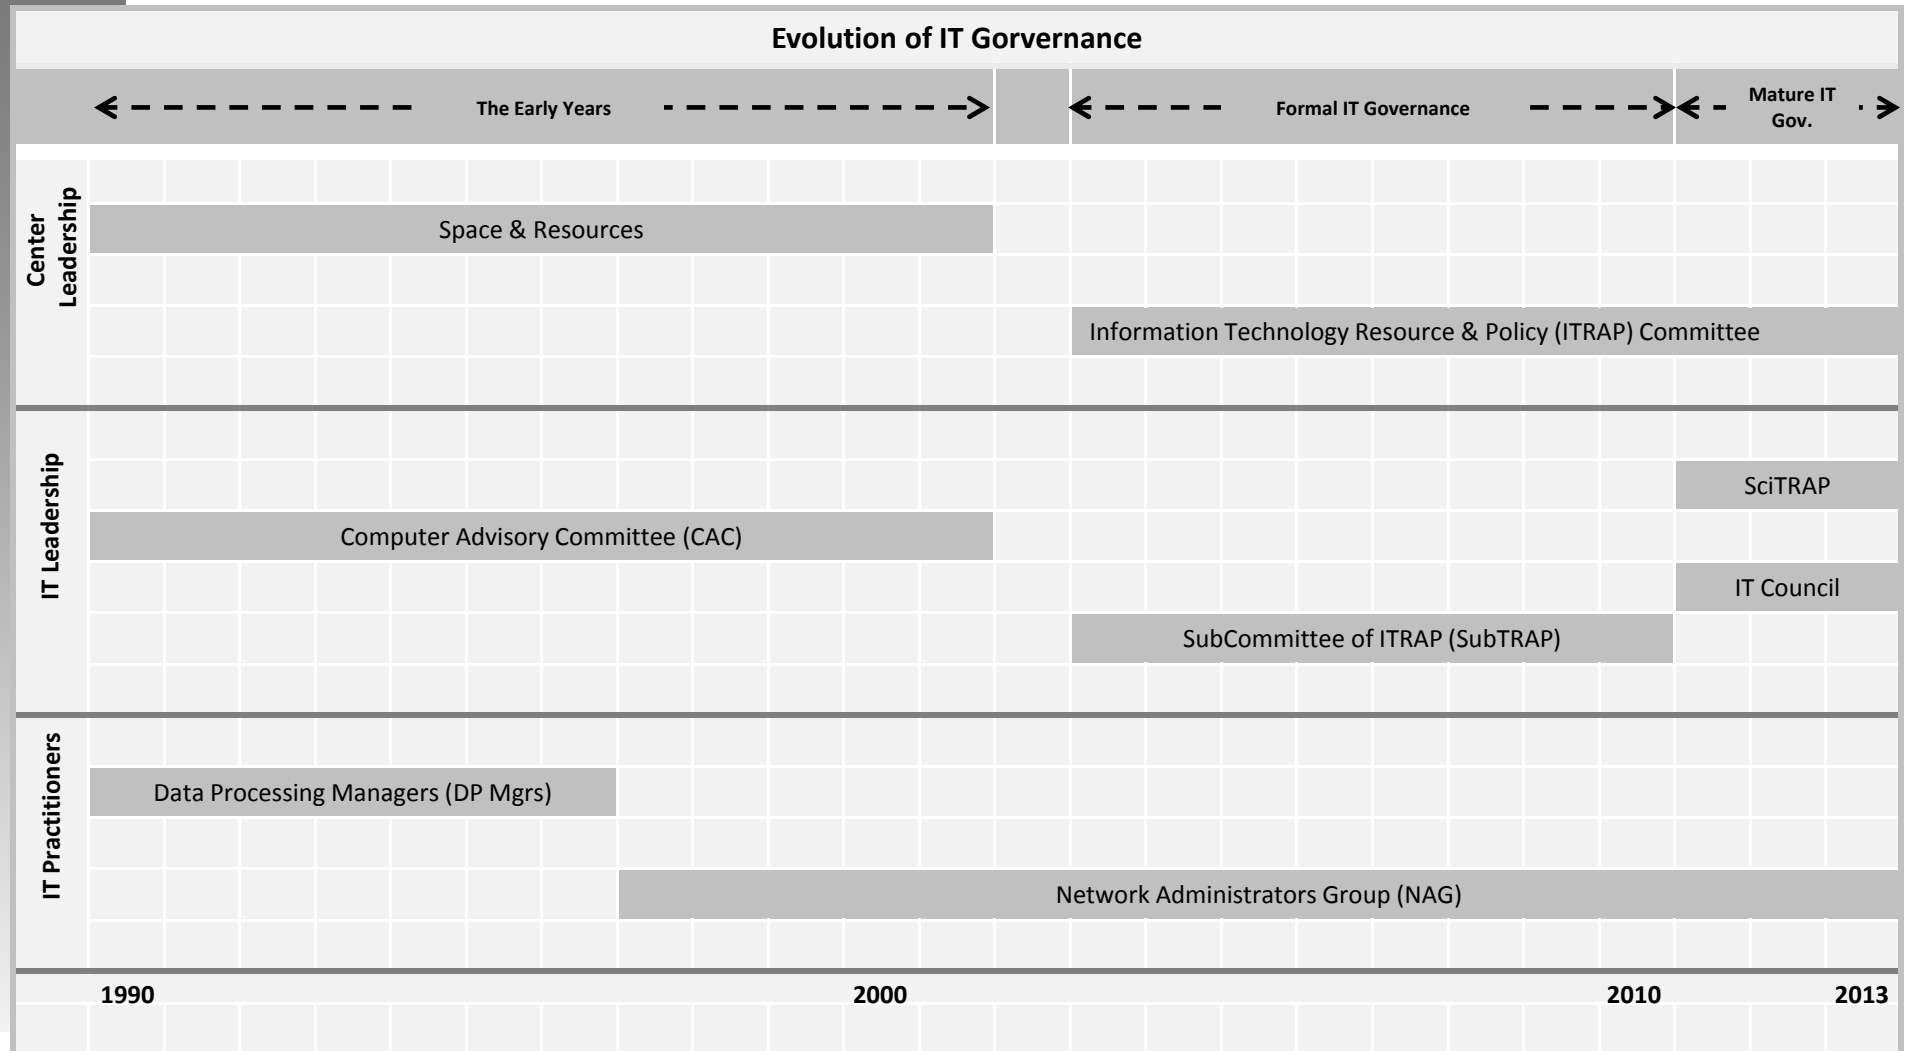 Evolution of IT Gorvernance
The Early Years
Formal IT Governance
Mature IT
Gov.
Center
Leadership
Space & Resources
Information Technology Resource & Policy (ITRAP) Committee
IT Leadership
SciTRAP
Computer Advisory Committee (CAC)
IT Council
SubCommittee of ITRAP (SubTRAP)
IT Practitioners
Data Processing Managers (DP Mgrs)
Network Administrators Group (NAG)
1990
2000
2010
2013